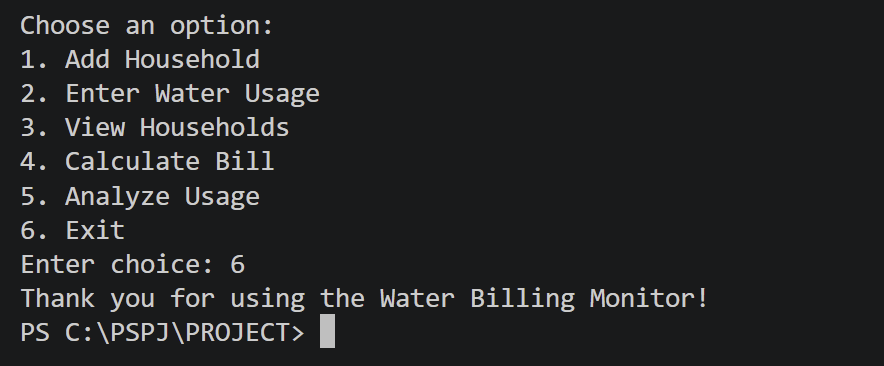 Choose an option:
1. Add Household
2. Enter Water Usage
3. View Households
4. Calculate Bill
5. Analyze Usage
6. Exit
Enter choice: 6
Thank you for using the Water Billing Monitor!
PS C:\PSPJ\PROJECT>